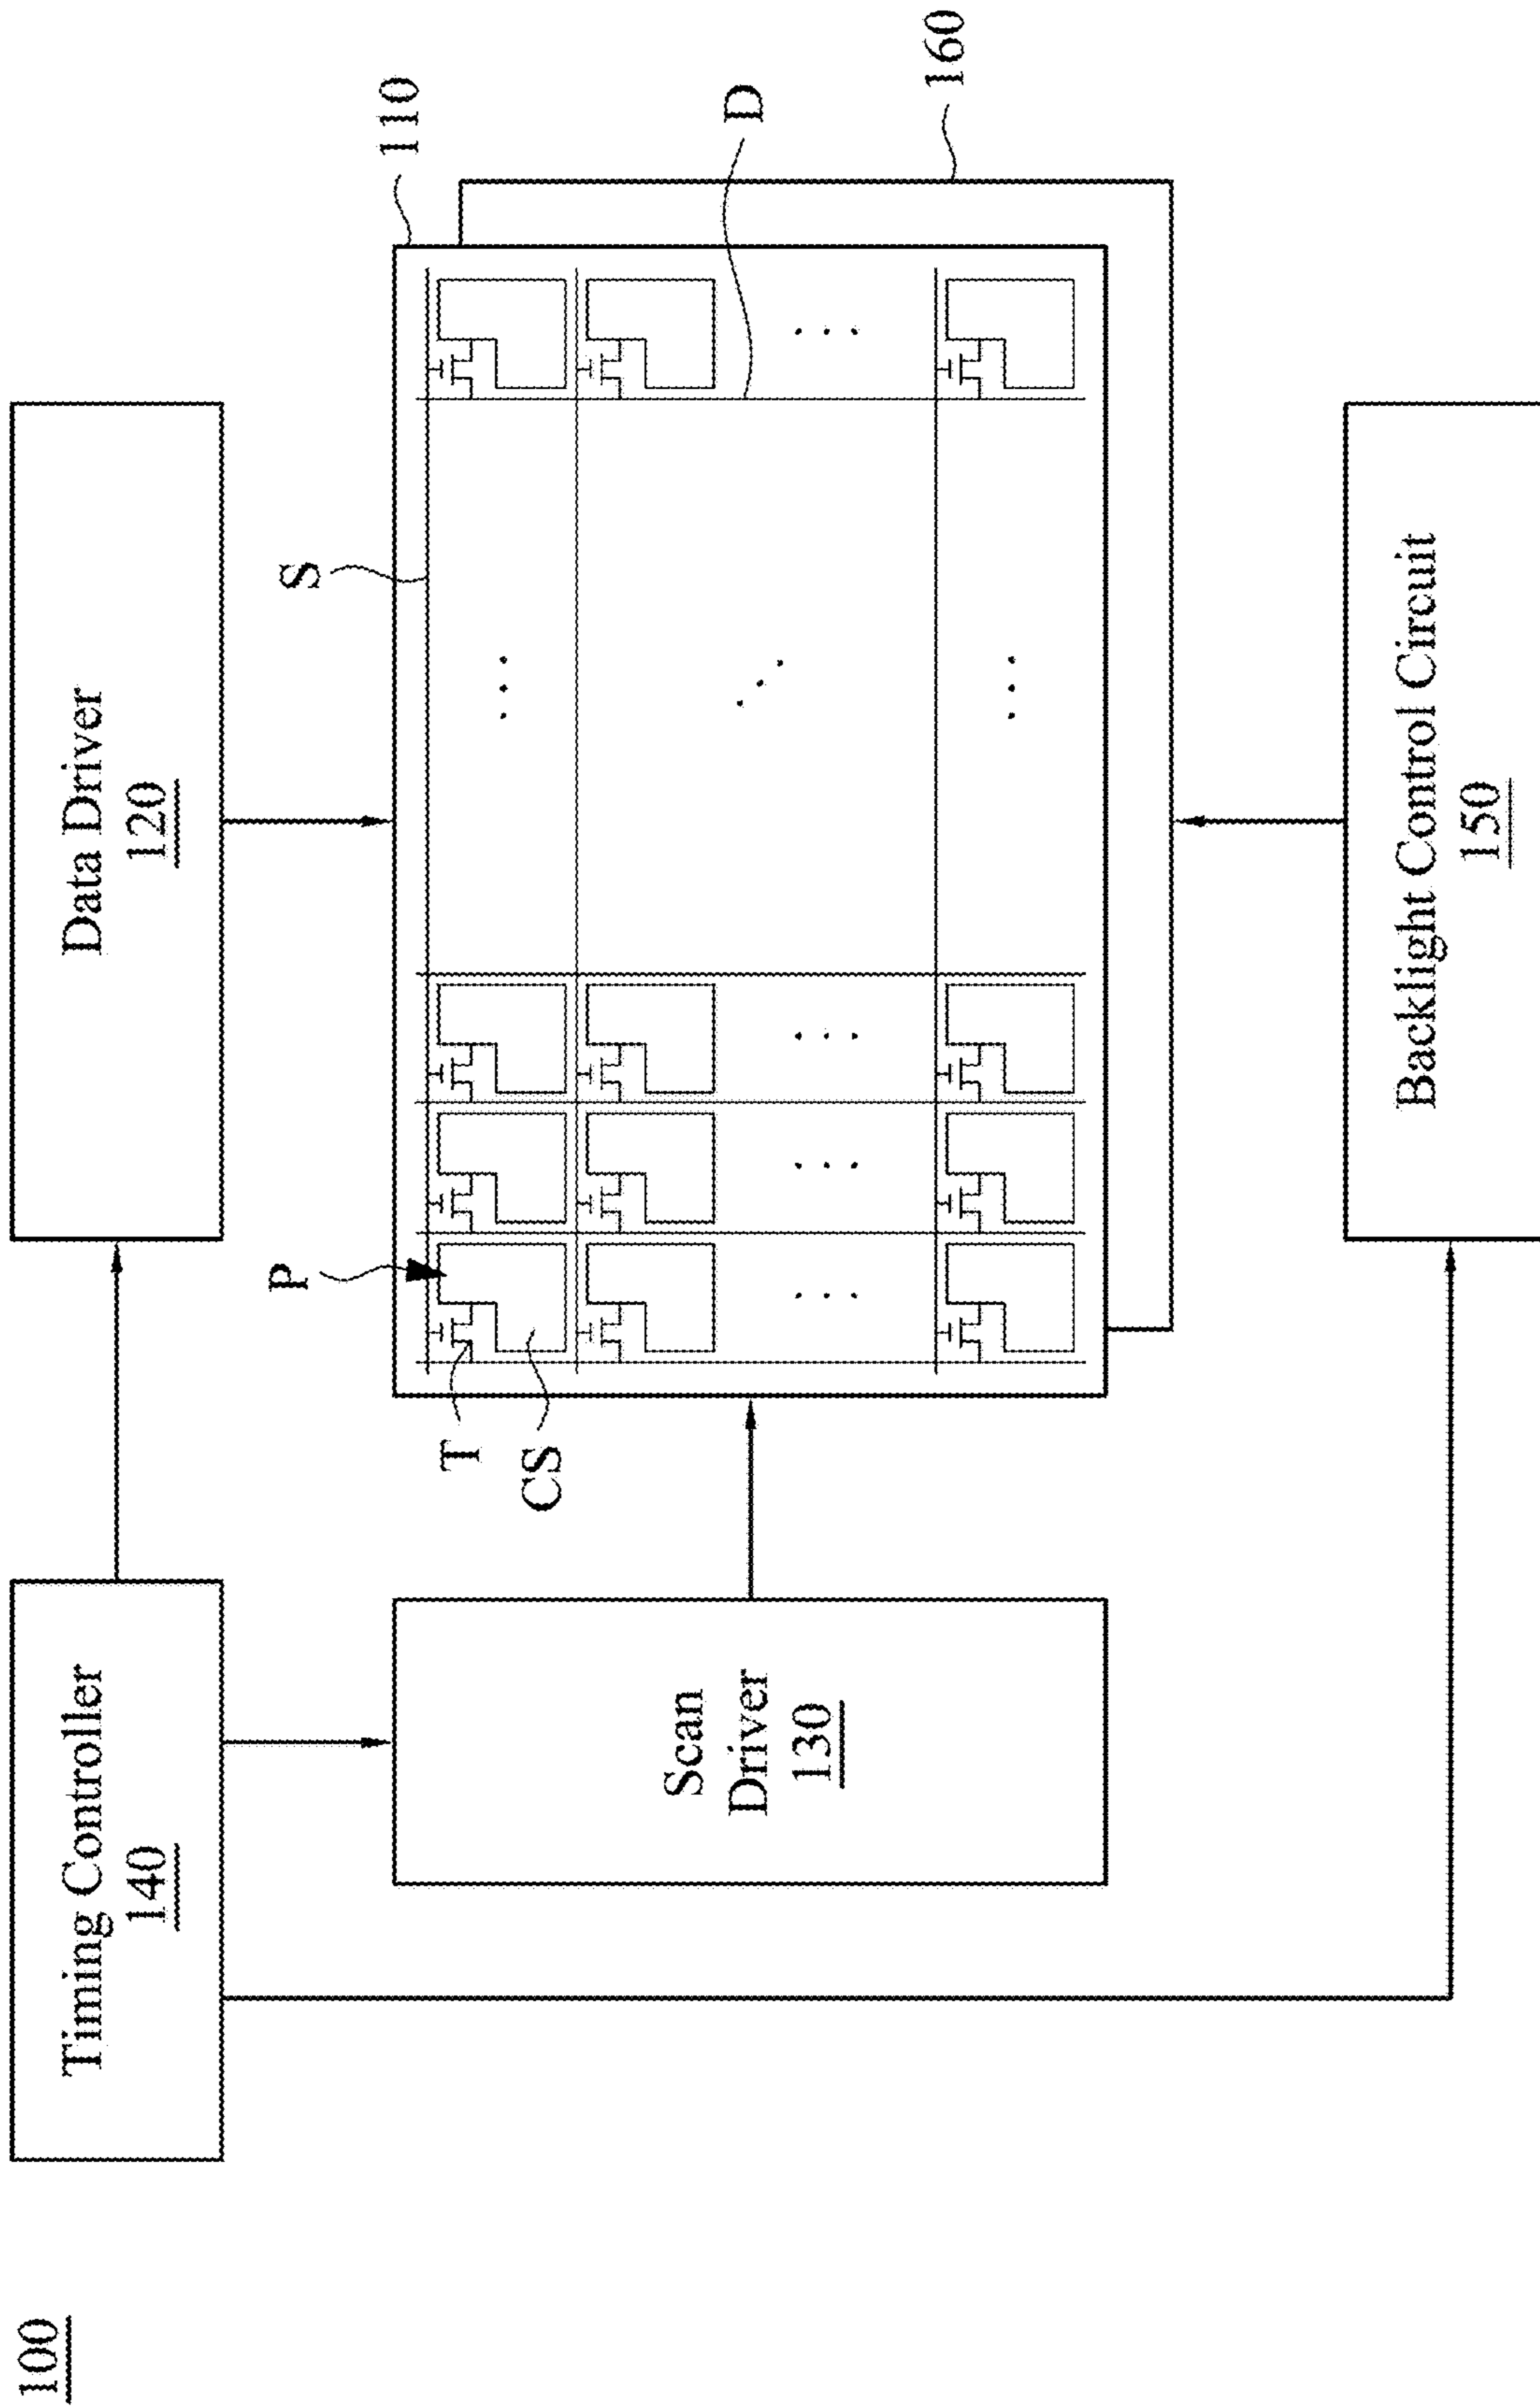 100
Timing Controller
140
Data Driver
120
Scan
Driver
130
S
P
T
CS
110
D
160
Backlight Control Circuit
150